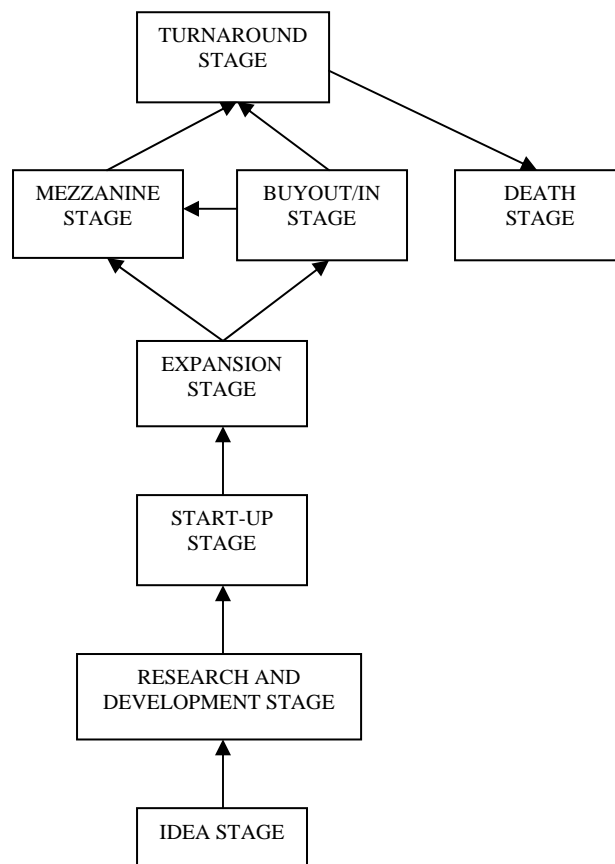 TURNAROUND
STAGE
MEZZANINE
STAGE
BUYOUT/IN
STAGE
DEATH
STAGE
EXPANSION
STAGE
START-UP
STAGE
RESEARCH AND
DEVELOPMENT STAGE
IDEA STAGE